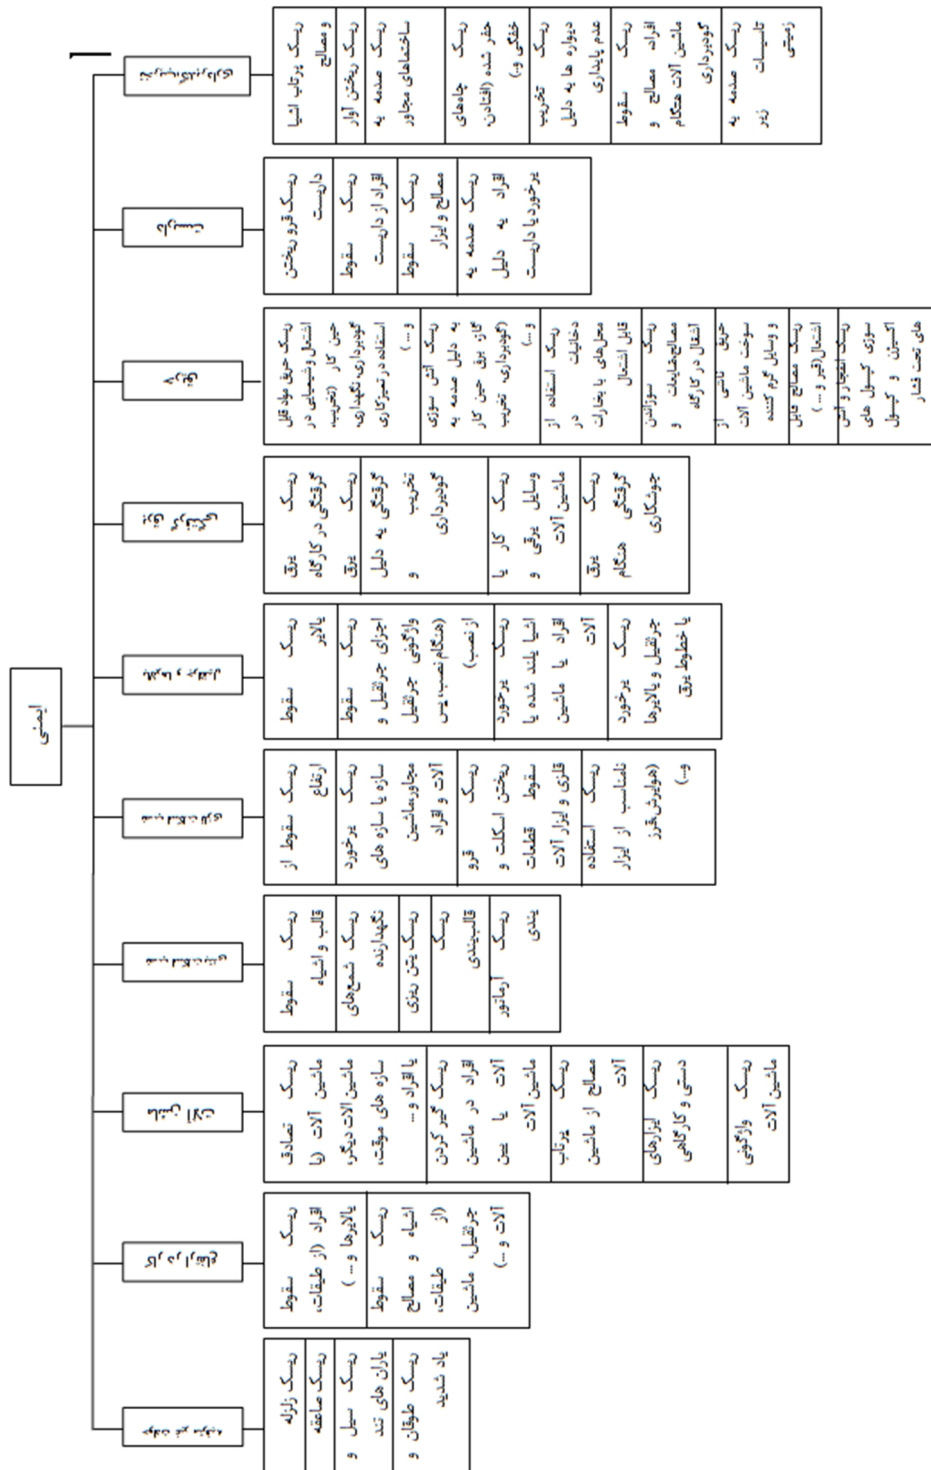 ایمنی
داربست
حریق
برق گرفتگی
ماشین آلات
کار در ارتفاع
ریسک پرتاب اشیا
و مصالح
ریسک ریختن آوار
ریسک صدمه به
ساختماهای مجاور
ریسک چاه‌های
حفر شده (افتادن،
خفگی و.)
ریسک تخریب
دیواره ها به دلیل
عدم پایداری
ریسک سقوط
افراد، مصالح و
ماشین آلات هنگام
گودبرداری
ریسک صدمه به
تاسیسات زیر
زمینی
ریسک فرو ریختن
داربست
ریسک سقوط
افراد از داربست
ریسک سقوط
مصالح و ابزار
ریسک صدمه به
افراد به دلیل
برخورد با داربست
ریسک حریق مواد قابل
اشتعال و شیمیایی در
حین کار (تخریب،
گودبرداری، نگهداری،
استفاده در تمیزکاری
و ... )
ریسک آتش سوزی
به دلیل صدمه به
گاز، برق حین کار
(گودبرداری، تخریب
و ...)
ریسک استفاده از
دخانیات در
محل‌های با بخارات
قابل اشتعال
ریسک سوزاندن
مصالح،ضایعات و
آشغال در کارگاه
حریق ناشی از
سوخت ماشین آلات
و وسایل گرم کننده
ریسک مصالح قابل
اشتعال(قیر و ... )
ریسک انفجار و آتش
سوزی کپسول های
اکسیژن و کپسول
های تحت فشار
ریسک برق
گرفتگی در کارگاه
ریسک برق
گرفتگی به دلیل
تخریب و
گودبرداری
ریسک کار با
وسایل برقی و
ماشین آلات
ریسک برق
گرفتگی هنگام
جوشکاری
ریسک سقوط
بالابر
ریسک سقوط
اجزای جرثقیل و
واژگونی جرثقیل
(هنگام نصب، پس
از نصب)
ریسک برخورد
اشیا بلند شده با
افراد یا ماشین
آلات
ریسک برخورد
جرثقیل و بالابرها
با خطوط برق
ریسک سقوط از
ارتفاع
ریسک برخورد
سازه با سازه های
مجاور،ماشین
آلات و افراد
ریسک فرو
ریختن اسکلت و
سقوط قطعات
فلزی و ابزار آلات
ریسک استفاده
نامناسب از ابزار
(هوابرش،فرز
و..)
ریسک سقوط
قالب و اشیاء
ریسک شمع‌های
نگهدارنده
ریسک بتن ریزی
ریسک
قالب‌بندی
ریسک آرماتور
بندی
ریسک تصادف
ماشین آلات (با
ماشین آلات دیگر،
سازه های موقت،
با افراد و ...
ریسک گیر کردن
افراد در ماشین
آلات یا بین
ماشین آلات
ریسک پرتاب
مصالح از ماشین
آلات
ریسک ابزارهای
دستی و کارگاهی
ریسک واژگونی
ماشین آلات
ریسک سقوط
افراد (از طبقات،
بالابرها و ... )
ریسک سقوط
اشیاء و مصالح
(از طبقات،
جرثقیل، ماشین
آلات و ...)
ریسک زلزله
ریسک صاعقه
ریسک سیل و
باران های تند
ریسک طوفان و
باد شدید